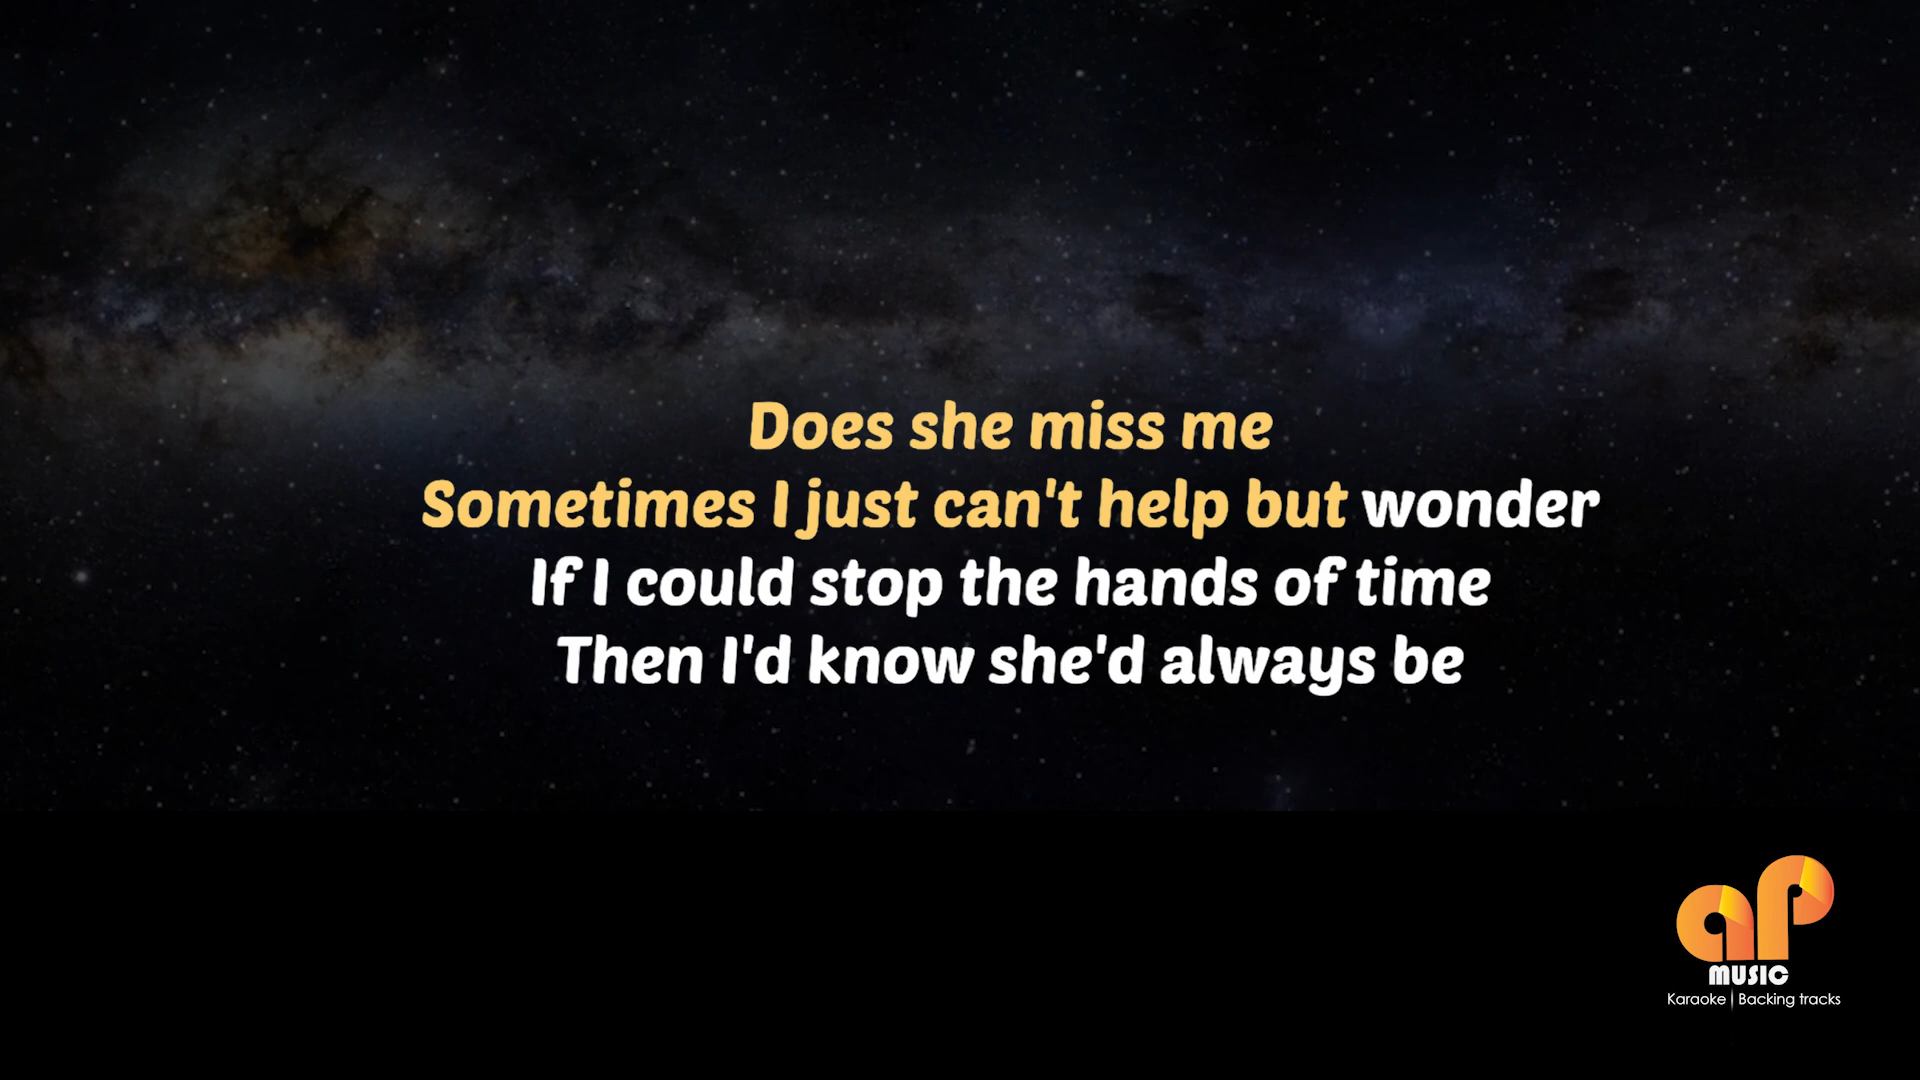 Does she miss me
Sometimes I just can't help but wonder
If I could stop the hands of time
Then I'd know she'd always be
aP
MUSIC
Karaoke | Backing tracks